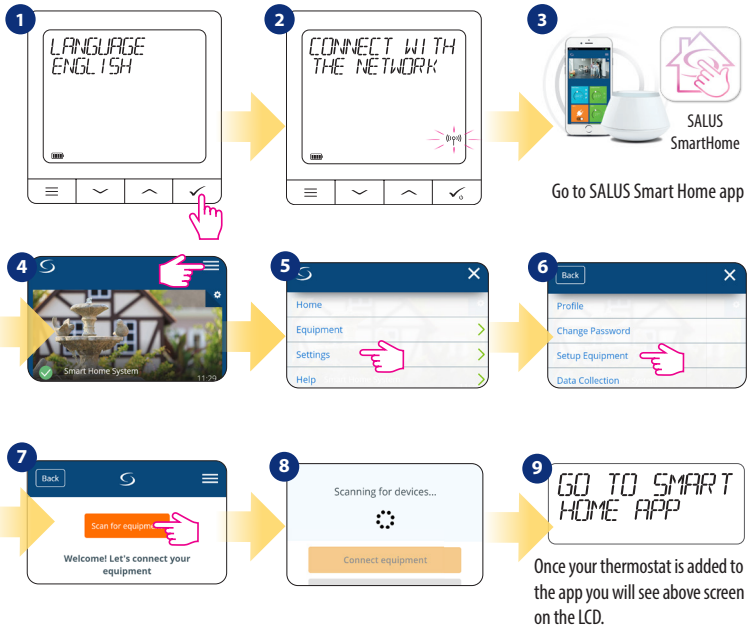 1
LANGUAGE
ENGLISH
2
CONNECT WITH
THE NETWORK
3
SALUS
SmartHome
Go to SALUS Smart Home app
4
Smart Home System
11:29
5
Home
Equipment
Settings
Help
6
Back
Profile
Change Password
Setup Equipment
Data Collection
7
Back
Scan for equipm
Welcome! Let's connect your
equipment
8
Scanning for devices...
Connect equipment
9
GO TO SMART
HOME APP
Once your thermostat is added to
the app you will see above screen
on the LCD.